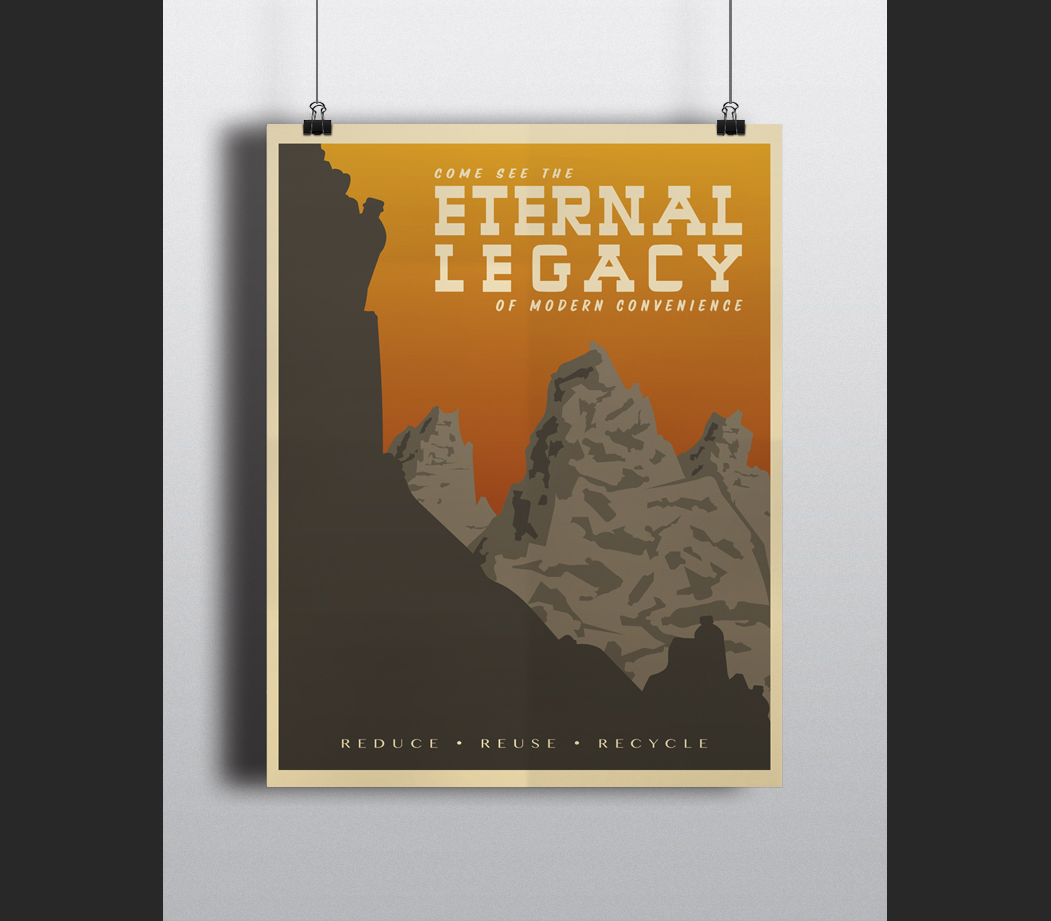 COME SEE THE
ETERNAL
LEGACY
OF MODERN CONVENIENCE
REDUCE • REUSE • RECYCLE